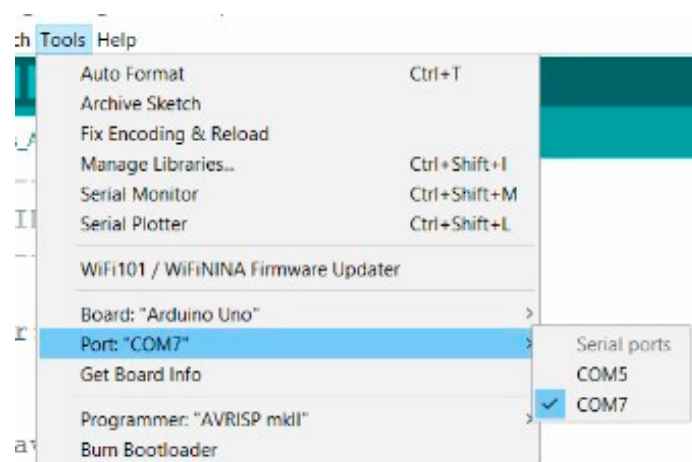 Tools Help
Auto Format Ctrl+T
Archive Sketch
Fix Encoding & Reload
Manage Libraries... Ctrl+Shift+I
Serial Monitor Ctrl+Shift+M
Serial Plotter Ctrl+Shift+L
WiFi101 / WiFiNINA Firmware Updater
Board: "Arduino Uno"
Port: "COM7"
Serial ports
Get Board Info
COM5
COM7
Programmer: "AVRISP mkII"
Burn Bootloader